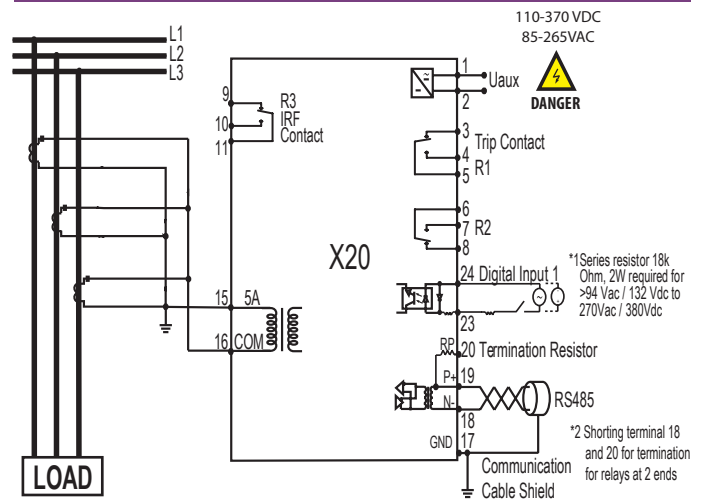 110-370 VDC
85-265VAC
DANGER
L1
L2
L3
1
Uaux
2
9
R3
10
IRF
Contact
11
3
Trip Contact
4
R1
5
6
7 R2
8
X20
24 Digital Input 1
23
*1Series resistor 18k
Ohm, 2W required for
>94 Vac / 132 Vdc to
270Vac / 380Vdc
15 5A
16 COM
RP 20 Termination Resistor
P+ 19
RS485
N-
18
GND 17
Communication
Cable Shield
*2 Shorting terminal 18
and 20 for termination
for relays at 2 ends
LOAD